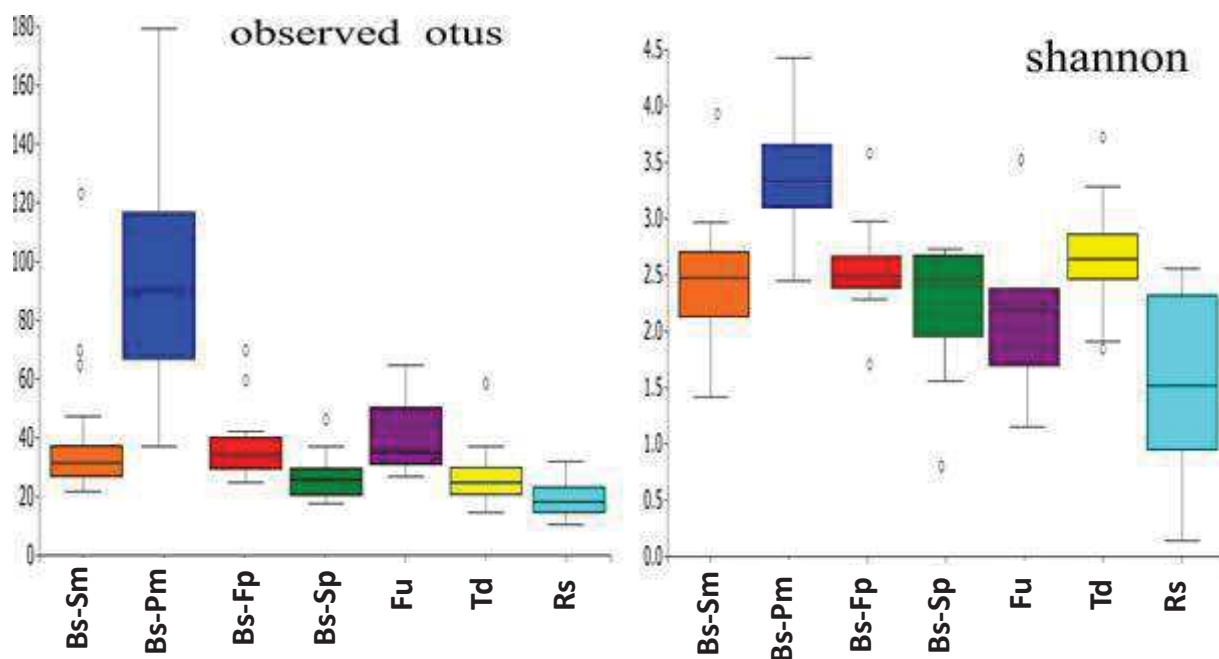 observed otus
180
160
140
120
100
80
60
40
20
0
Bs-Sm
Bs-Pm
Bs-Fp
Bs-Sp
Fu
Td
Rs
shannon
4.5
4.0
3.5
3.0
2.5
2.0
1.5
1.0
0.5
0.0
Bs-Sm
Bs-Pm
Bs-Fp
Bs-Sp
Fu
Td
Rs